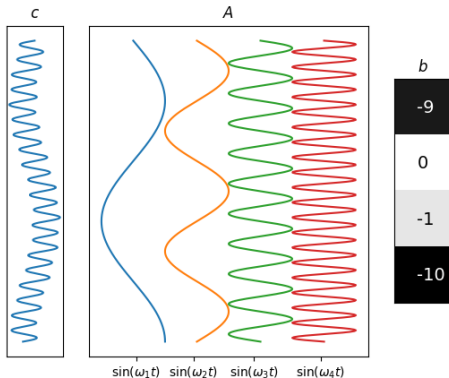 c
A
b
-9
0
-1
-10
sin(ω₁t) sin(ω₂t) sin(ω₃t) sin(ω₄t)